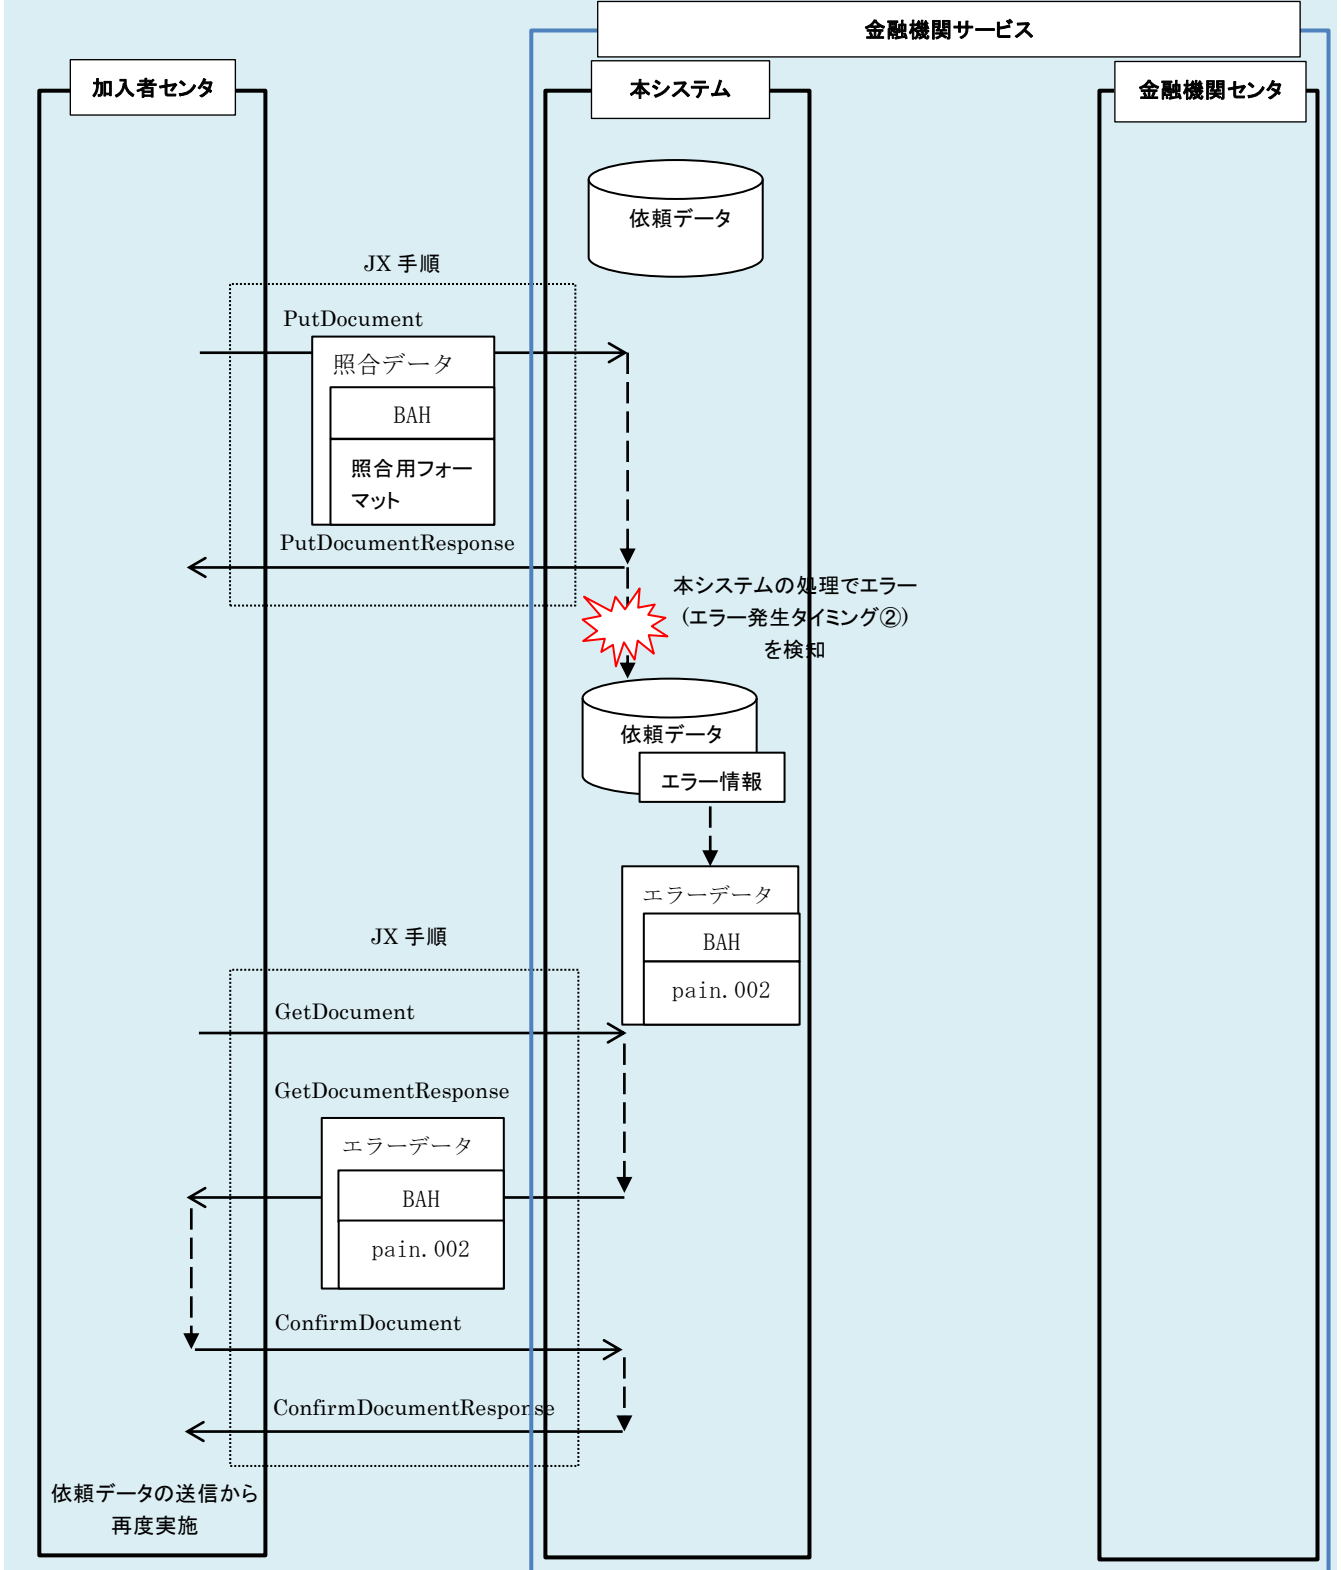 金融機関サービス
加入者センタ
本システム
金融機関センタ
依頼データ
JX 手順
PutDocument
照合データ
BAH
照合用フォー
マット
PutDocumentResponse
本システムの処理でエラー
(エラー発生タイミング②)
を検知
依頼データ
エラー情報
エラーデータ
BAH
pain.002
JX 手順
GetDocument
GetDocumentResponse
エラーデータ
BAH
pain.002
ConfirmDocument
ConfirmDocumentResponse
依頼データの送信から
再度実施